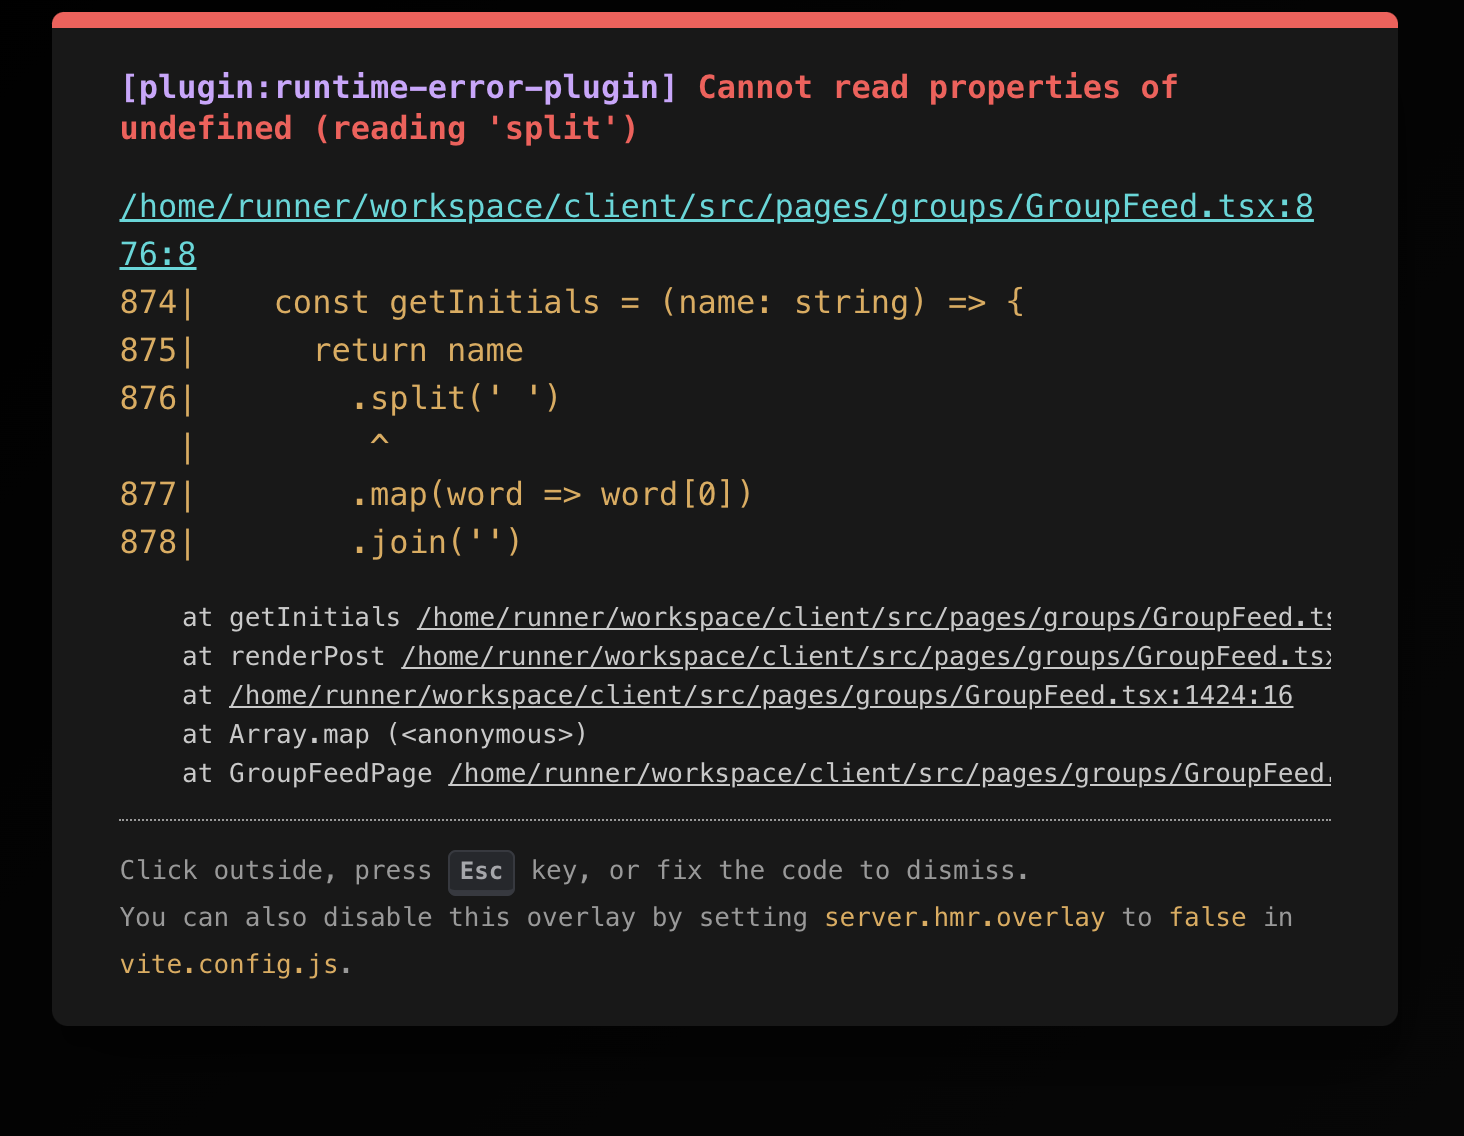 [plugin:runtime-error-plugin] Cannot read properties of
undefined (reading 'split')
/home/runner/workspace/client/src/pages/groups/GroupFeed.tsx:8
76:8
874|    const getInitials = (name: string) => {
875|      return name
876|        .split(' ')
   |         ^
877|        .map(word => word[0])
878|        .join('')
    at getInitials /home/runner/workspace/client/src/pages/groups/GroupFeed.ts
    at renderPost /home/runner/workspace/client/src/pages/groups/GroupFeed.tsx
    at /home/runner/workspace/client/src/pages/groups/GroupFeed.tsx:1424:16
    at Array.map (<anonymous>)
    at GroupFeedPage /home/runner/workspace/client/src/pages/groups/GroupFeed.
Click outside, press Esc key, or fix the code to dismiss.
You can also disable this overlay by setting server.hmr.overlay to false in
vite.config.js.